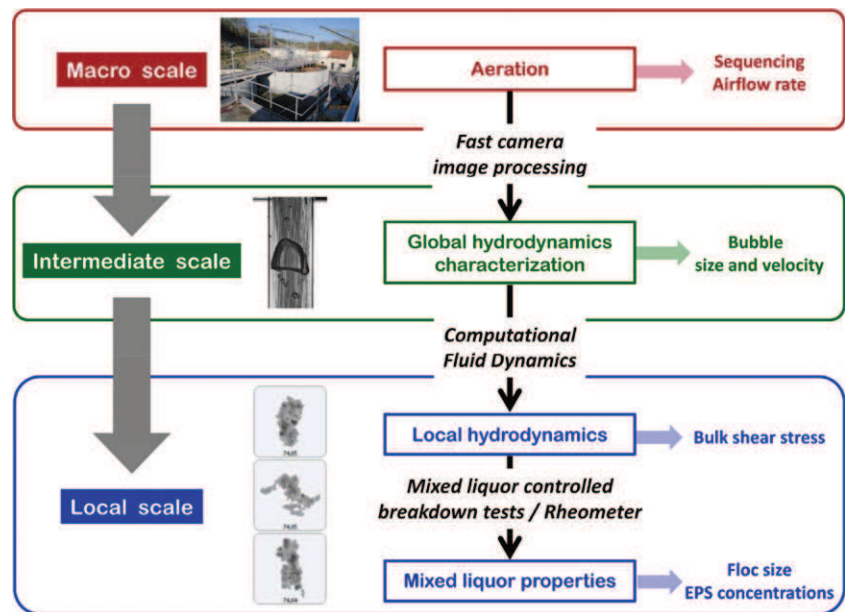 Macro scale
Aeration
Sequencing
Airflow rate
Fast camera
image processing
Intermediate scale
Global hydrodynamics
characterization
Bubble
size and velocity
Computational
Fluid Dynamics
Local scale
Local hydrodynamics
Bulk shear stress
Mixed liquor controlled
breakdown tests / Rheometer
Mixed liquor properties
Floc size
EPS concentrations